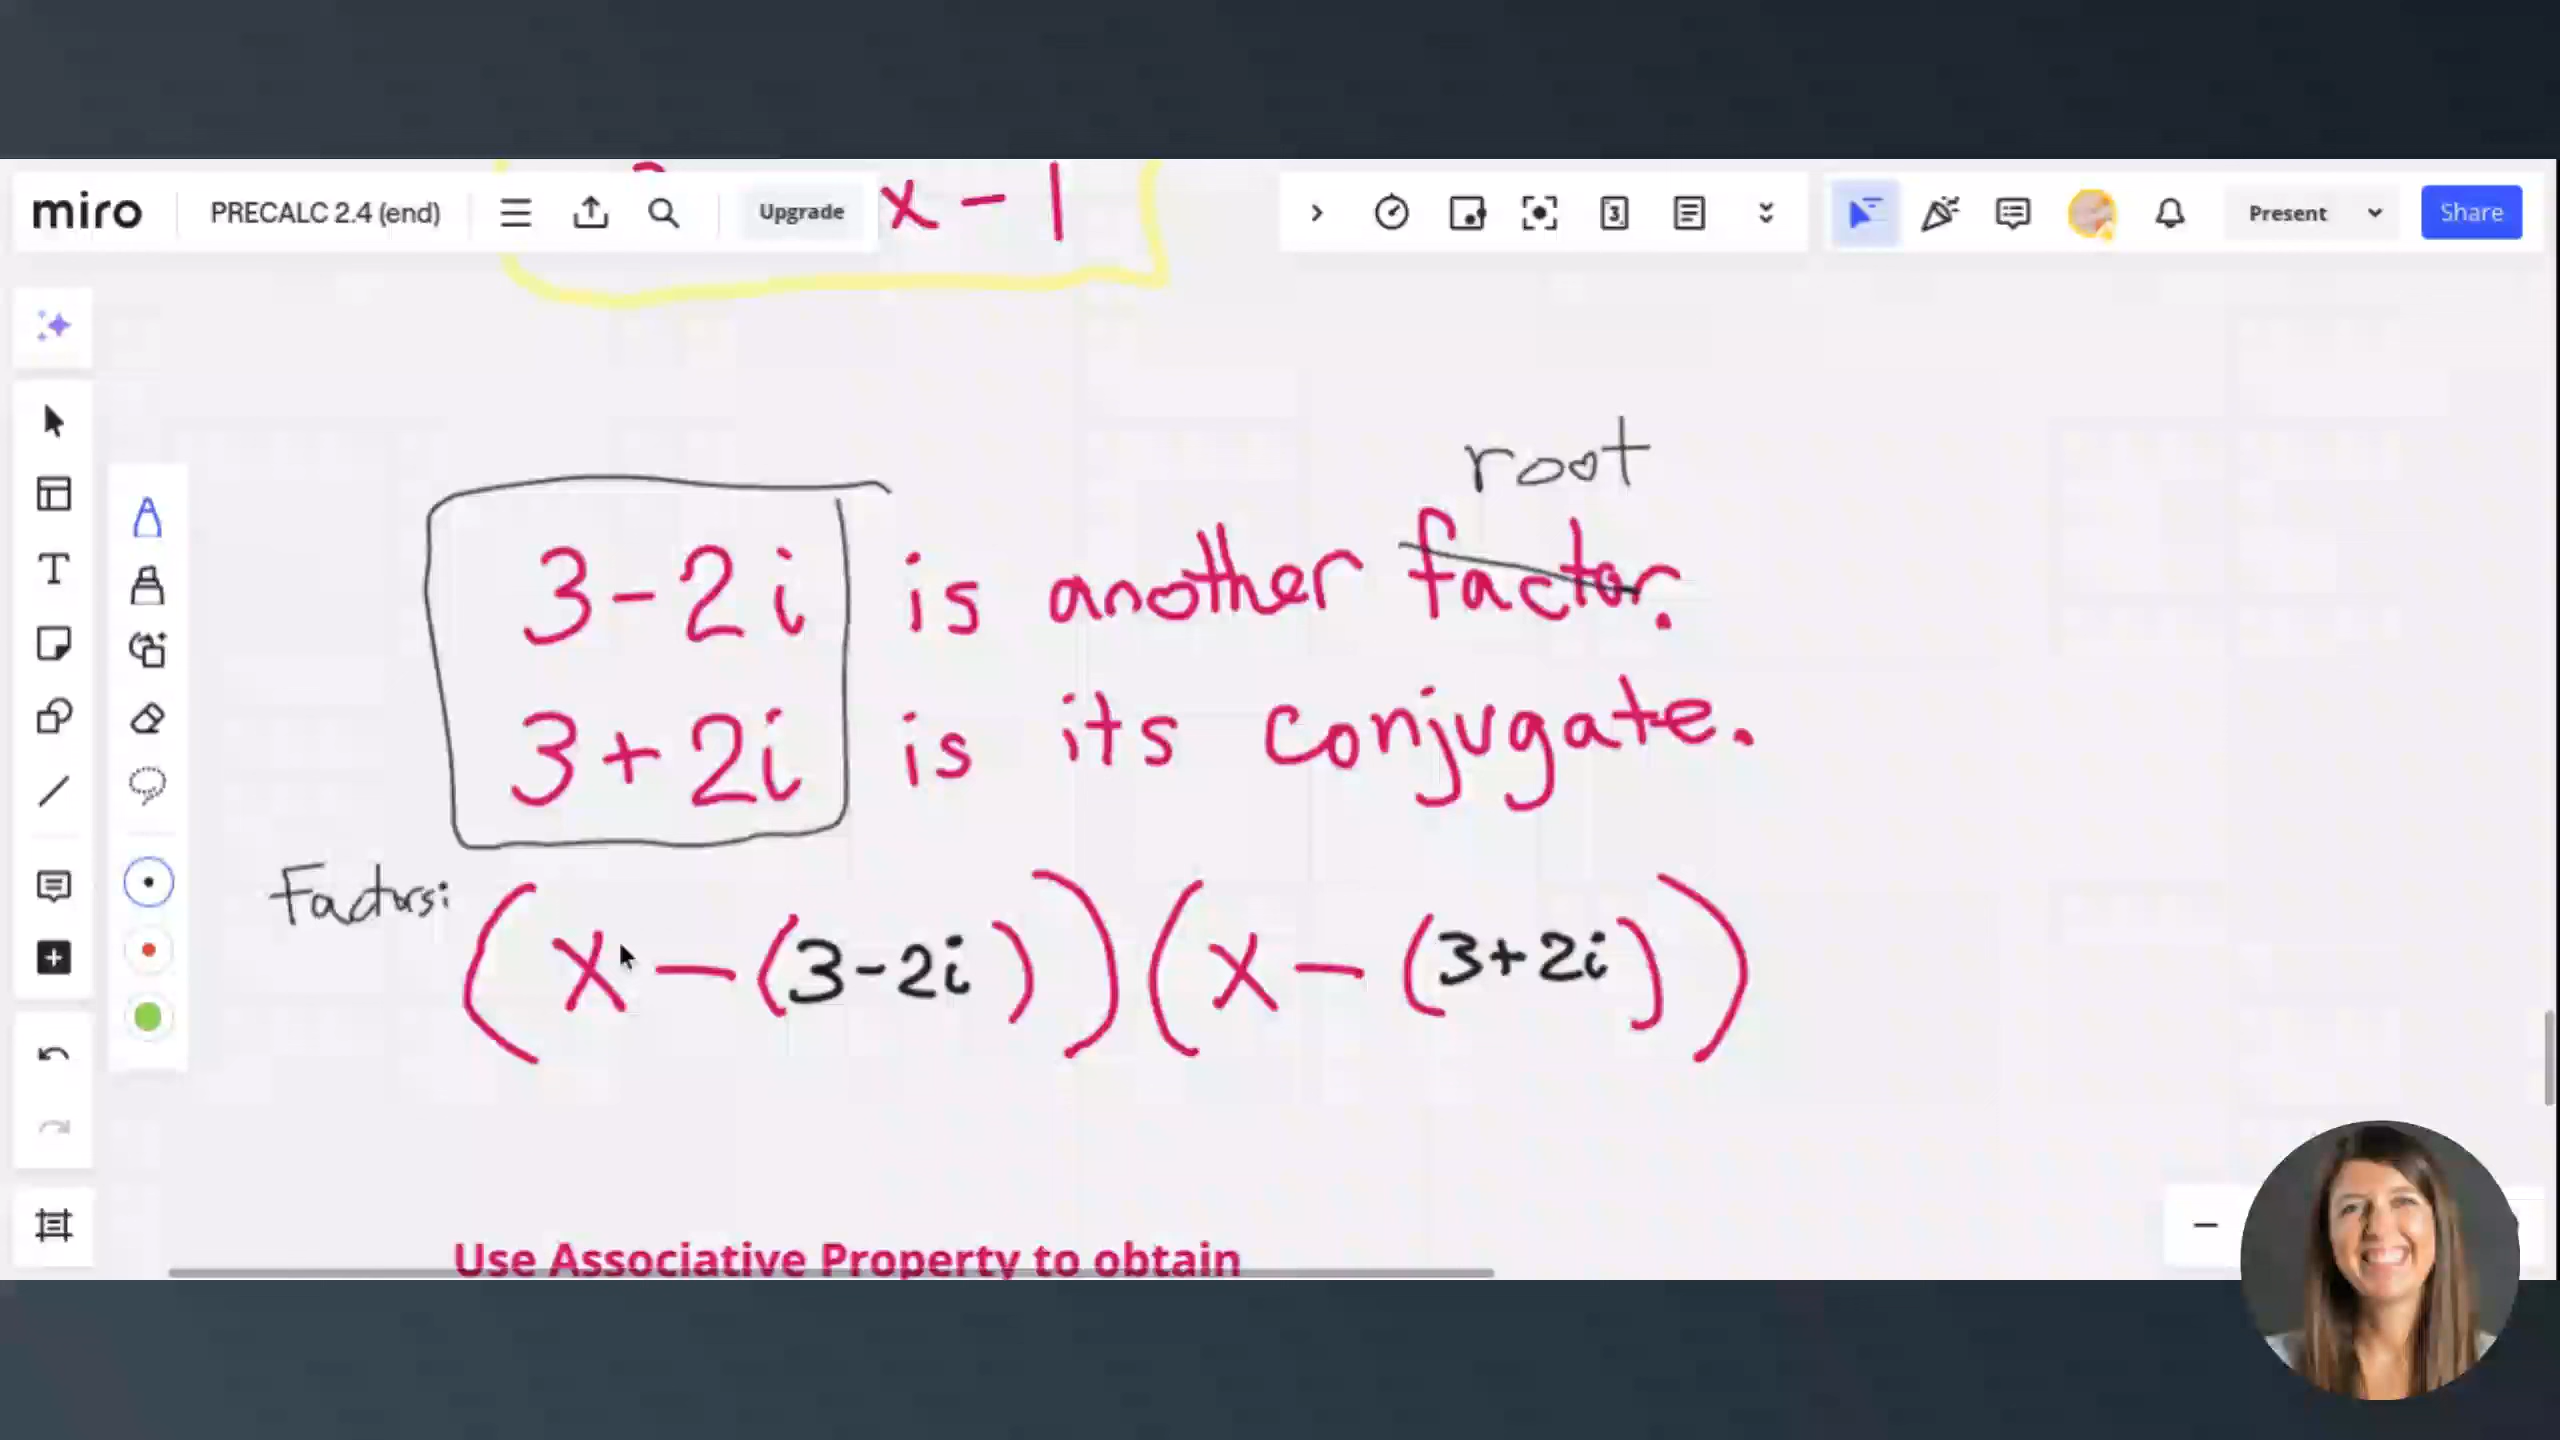 miro PRECALC 2.4 (end) Upgrade x - 1 3 Present Share
root
3-2i is another factor.
3+2i is its conjugate.
Factors:
(x-(3-2i))(x-(3+2i))
Use Associative Property to obtain